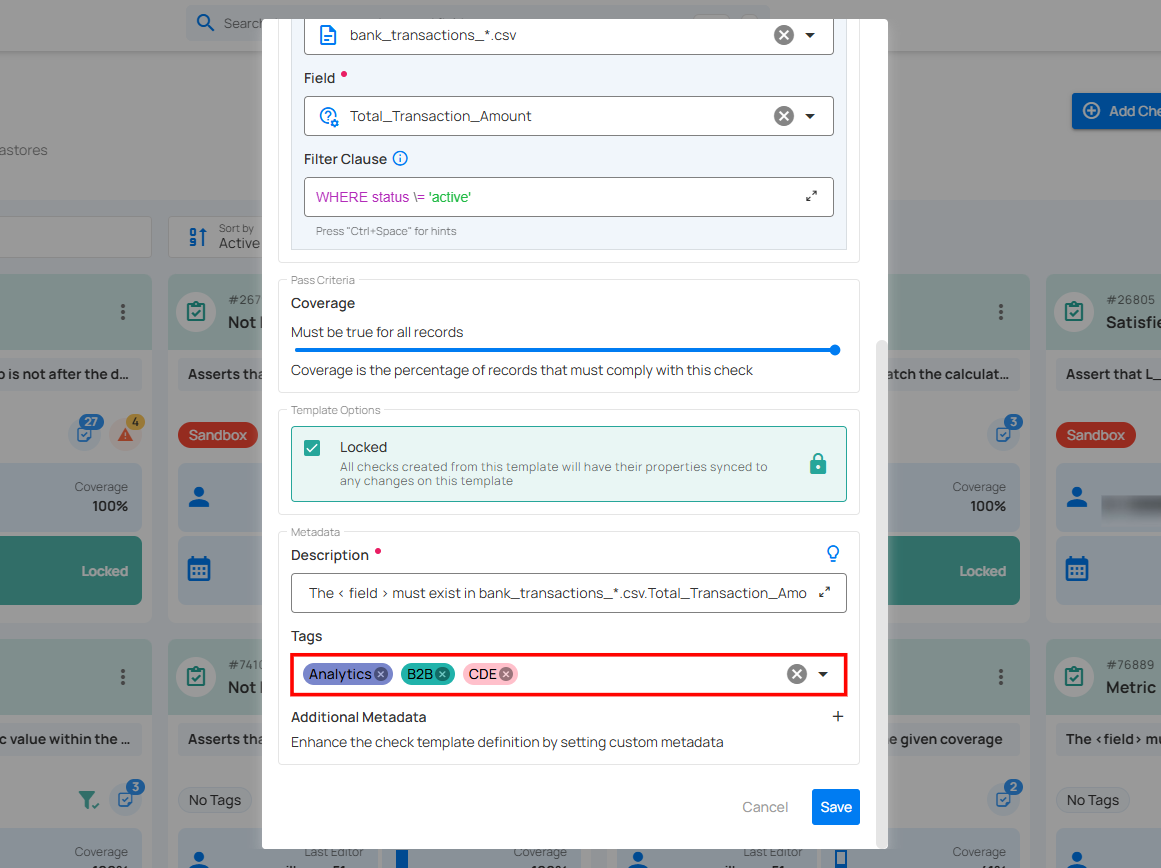 Search
bank_transactions_*.csv
Field
Total_Transaction_Amount
Add Che
astores
Filter Clause
WHERE status \= 'active'
Press "Ctrl+Space" for hints
Sort by
Active
Pass Criteria
Coverage
Must be true for all records
Coverage is the percentage of records that must comply with this check
#267
Not
#26805
Satisfie
o is not after the d...
Asserts tha
atch the calculat...
Assert that L_
Template Options
Locked
All checks created from this template will have their properties synced to
any changes on this template
27
4
Sandbox
3
Sandbox
Coverage
100%
Coverage
100%
Locked
Locked
Metadata
Description
The < field > must exist in bank_transactions_*.csv.Total_Transaction_Amo
Tags
Analytics B2B CDE
Additional Metadata
Enhance the check template definition by setting custom metadata
#7410
Not
#76889
Metric
c value within the ...
Asserts tha
e given coverage
The <field> mu
3
No Tags
2
No Tags
Cancel
Save
Coverage
100%
Last Editor
Coverage
100%
Last Editor
Coverage
100%